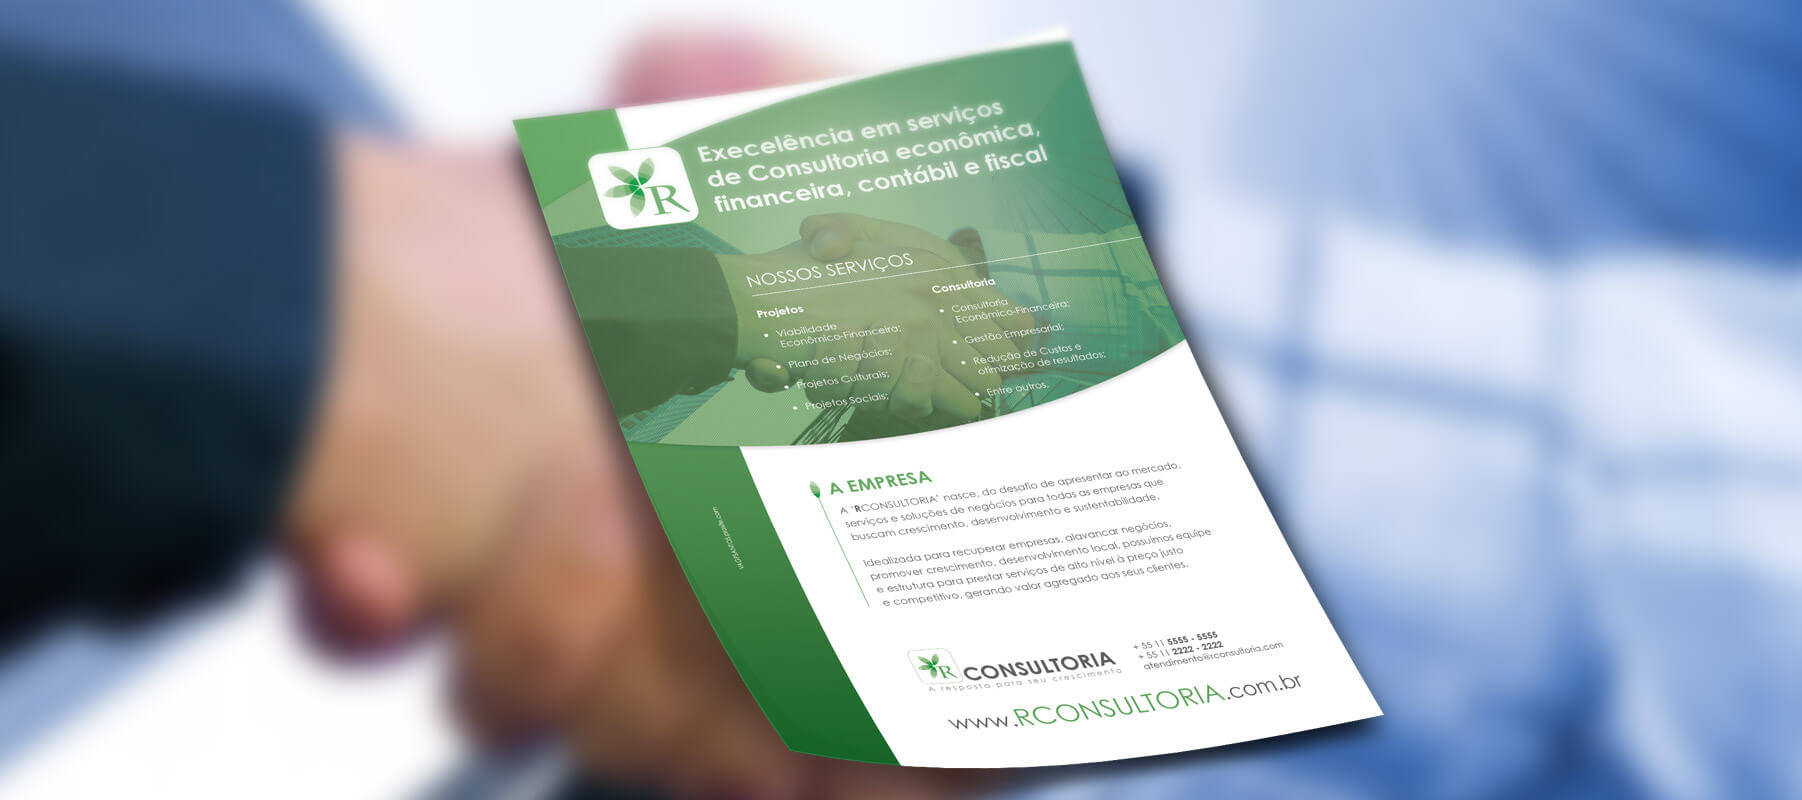 Execelência em serviços
de Consultoria econômica,
financeira, contábil e fiscal
R
NOSSOS SERVIÇOS
Projetos
• Viabilidade
Econômico-Financeira;
• Plano de Negócios;
• Projetos Culturais;
• Projetos Sociais;
Consultoria
• Consultoria
Econômico-Financeira;
• Gestão Empresarial;
• Redução de Custos e
otimização de resultados;
• Entre outros.
A EMPRESA
A "RCONSULTORIA" nasce, do desafio de apresentar ao mercado,
serviços e soluções de negócios para todas as empresas que
buscam crescimento, desenvolvimento e sustentabilidade.
Idealizada para recuperar empresas, alavancar negócios,
promover crescimento, desenvolvimento local, possuimos equipe
e estrutura para prestar serviços de alto nível à preço justo
e competitivo, gerando valor agregado aos seus clientes.
R CONSULTORIA
A resposta para seu crescimento
+ 55 11 5555 - 5555
+ 55 11 2222 - 2222
atendimento@rconsultoria.com
www.RCONSULTORIA.com.br